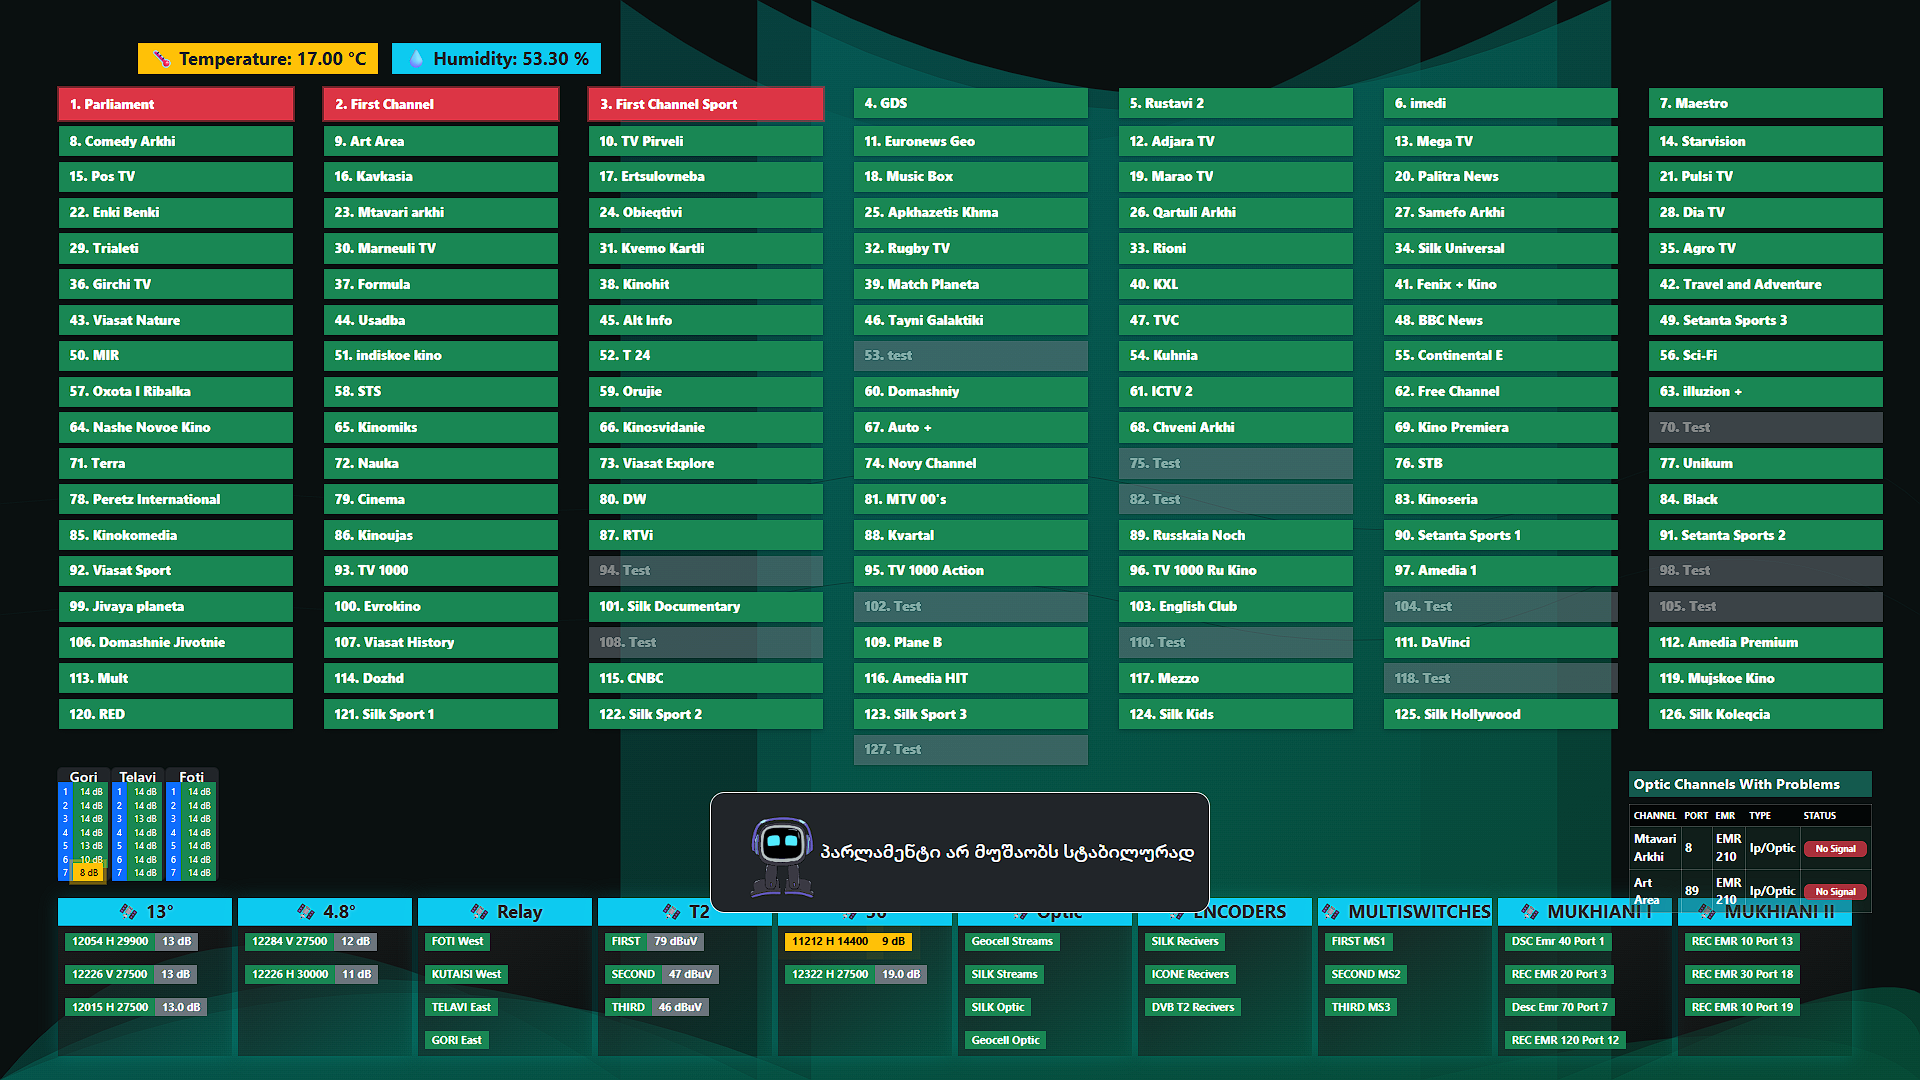 Temperature: 17.00 °C Humidity: 53.30 %
1. Parliament 2. First Channel 3. First Channel Sport 4. GDS 5. Rustavi 2 6. imedi 7. Maestro
8. Comedy Arkhi 9. Art Area 10. TV Pirveli 11. Euronews Geo 12. Adjara TV 13. Mega TV 14. Starvision
15. Pos TV 16. Kavkasia 17. Ertsulovneba 18. Music Box 19. Marao TV 20. Palitra News 21. Pulsi TV
22. Enki Benki 23. Mtavari arkhi 24. Obieqtivi 25. Apkhazetis Khma 26. Qartuli Arkhi 27. Samefo Arkhi 28. Dia TV
29. Trialeti 30. Marneuli TV 31. Kvemo Kartli 32. Rugby TV 33. Rioni 34. Silk Universal 35. Agro TV
36. Girchi TV 37. Formula 38. Kinohit 39. Match Planeta 40. KXL 41. Fenix + Kino 42. Travel and Adventure
43. Viasat Nature 44. Usadba 45. Alt Info 46. Tayni Galaktiki 47. TVC 48. BBC News 49. Setanta Sports 3
50. MIR 51. indiskoe kino 52. T 24 53. test 54. Kuhnia 55. Continental E 56. Sci-Fi
57. Oxota I Ribalka 58. STS 59. Orujie 60. Domashniy 61. ICTV 2 62. Free Channel 63. illuzion +
64. Nashe Novoe Kino 65. Kinomiks 66. Kinosvidanie 67. Auto + 68. Chveni Arkhi 69. Kino Premiera 70. Test
71. Terra 72. Nauka 73. Viasat Explore 74. Novy Channel 75. Test 76. STB 77. Unikum
78. Peretz International 79. Cinema 80. DW 81. MTV 00's 82. Test 83. Kinoseria 84. Black
85. Kinokomedia 86. Kinoujas 87. RTVi 88. Kvartal 89. Russkaia Noch 90. Setanta Sports 1 91. Setanta Sports 2
92. Viasat Sport 93. TV 1000 94. Test 95. TV 1000 Action 96. TV 1000 Ru Kino 97. Amedia 1 98. Test
99. Jivaya planeta 100. Evrokino 101. Silk Documentary 102. Test 103. English Club 104. Test 105. Test
106. Domashnie Jivotnie 107. Viasat History 108. Test 109. Plane B 110. Test 111. DaVinci 112. Amedia Premium
113. Mult 114. Dozhd 115. CNBC 116. Amedia HIT 117. Mezzo 118. Test 119. Mujskoe Kino
120. RED 121. Silk Sport 1 122. Silk Sport 2 123. Silk Sport 3 124. Silk Kids 125. Silk Hollywood 126. Silk Koleqcia
127. Test
Gori Telavi Foti
1 14 dB 1 14 dB 1 14 dB
2 14 dB 2 14 dB 2 14 dB
3 14 dB 3 13 dB 3 14 dB
4 14 dB 4 14 dB 4 14 dB
5 13 dB 5 14 dB 5 14 dB
6 10 dB 6 14 dB 6 14 dB
7 8 dB 7 14 dB 7 14 dB
პარლამენტი არ მუშაობს სტაბილურად
Optic Channels With Problems
CHANNEL PORT EMR TYPE STATUS
Mtavari Arkhi 8 EMR 210 Ip/Optic No Signal
Art Area 89 EMR 210 Ip/Optic No Signal
13° 4.8° Relay T2 Optic ENCODERS MULTISWITCHES MUKHIANI I MUKHIANI II
12054 H 29900 13 dB 12284 V 27500 12 dB FOTI West FIRST 79 dBuV 11212 H 14400 9 dB Geocell Streams SILK Recivers FIRST MS1 DSC Emr 40 Port 1 REC EMR 10 Port 13
12226 V 27500 13 dB 12226 H 30000 11 dB KUTAISI West SECOND 47 dBuV 12322 H 27500 19.0 dB SILK Streams ICONE Recivers SECOND MS2 REC EMR 20 Port 3 REC EMR 30 Port 18
12015 H 27500 13.0 dB TELAVI East THIRD 46 dBuV SILK Optic DVB T2 Recivers THIRD MS3 Desc Emr 70 Port 7 REC EMR 10 Port 19
GORI East Geocell Optic REC EMR 120 Port 12